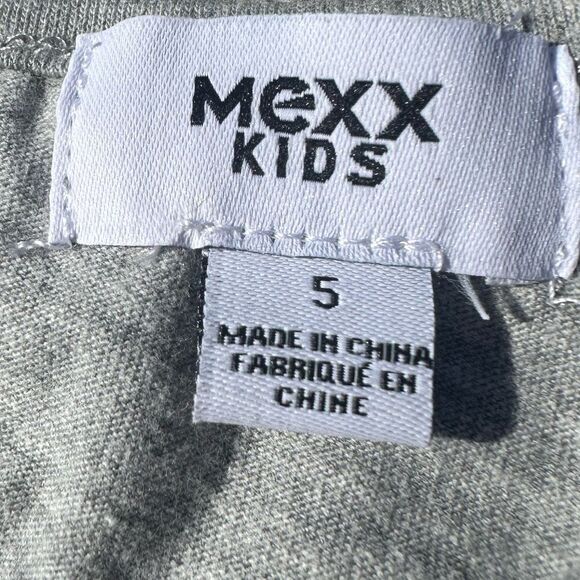 MeXX
KIDS
5
MADE IN CHINA
FABRIQUÉ EN
CHINE